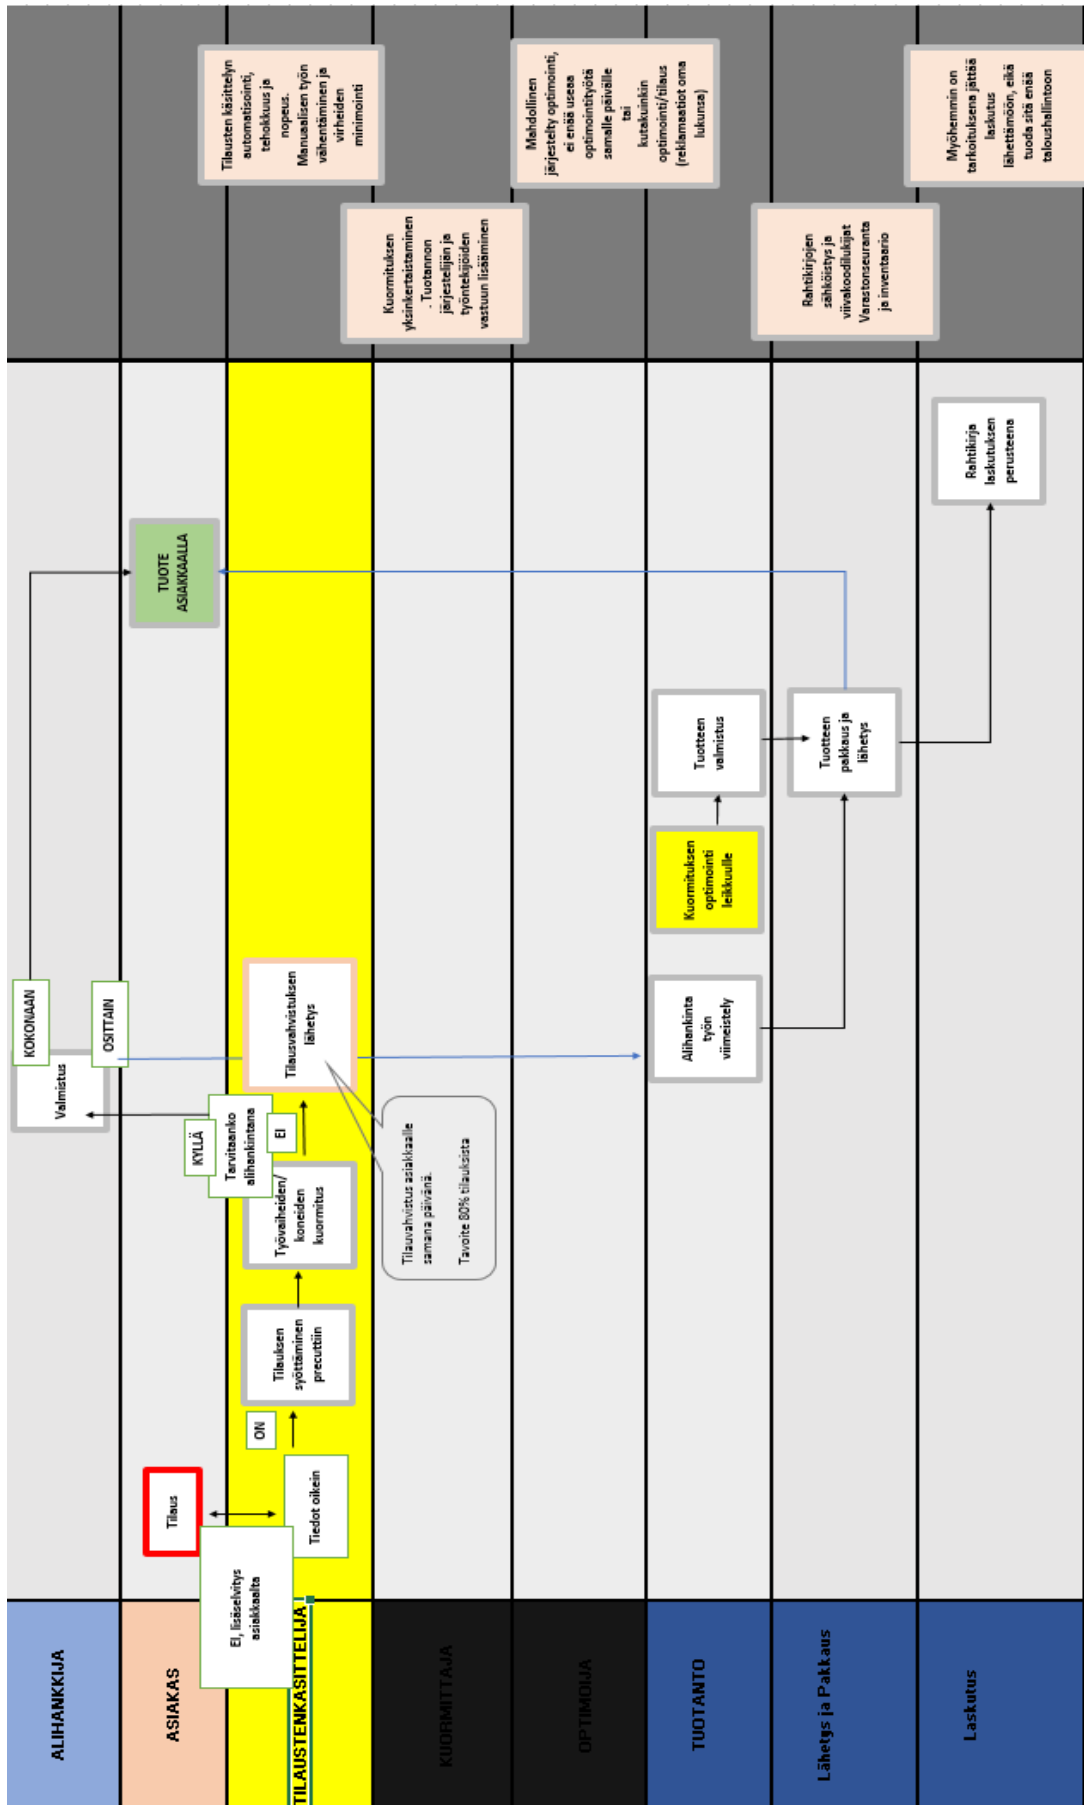 ALIHANKKIJA
Valmistus
KOKONAAN
OSITTAIN
ASIAKAS
Tilaus
TUOTE
ASIAKKAALLA
EI, lisäselvitys
asiakkaalta
KYLLÄ
TILAUSTENKÄSITTELIJA
Tiedot oikein
ON
Tilauksen
syöttäminen
precuttiin
Työvaiheiden/
koneiden
kuormitus
Tarvitaanko
alihankintana
EI
Tilausvahvistuksen
lähetys
Tilausten käsittelyn
automatisointi,
tehokkuus ja
nopeus.
Manuaalisen työn
vähentäminen ja
virheiden
minimointi
KUORMITTAJA
Tilauvahvistus asiakkaalle
samana päivänä.
Tavoite 80% tilauksista
Kuormituksen
yksinkertaistaminen
. Tuotannon
järjestelijän ja
työntekijöiden
vastuun lisääminen
OPTIMOIJA
Mahdollinen
järjestelty optimointi,
ei enää useaa
optimointityötä
samalle päivälle
tai
kutakuinkin
optimointi/tilaus
(reklamaatiot oma
lukunsa)
TUOTANTO
Alihankinta
työn
viimeistely
Kuormituksen
optimointi
leikkuulle
Tuotteen
valmistus
Lähetys ja Pakkaus
Tuotteen
pakkaus ja
lähetys
Rahtikirjojen
sähköistys ja
viivakoodilukijat
Varastonseuranta
ja inventaario
Laskutus
Rahtikirja
laskutuksen
perusteena
Myöhemmin on
tarkoituksena jättää
laskutus
lähettämöön, eikä
tuoda sitä enää
taloushallintoon